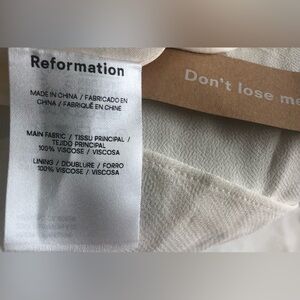 Reformation
MADE IN CHINA / FABRICADO EN
CHINA / FABRIQUÉ EN CHINE
MAIN FABRIC / TISSU PRINCIPAL /
TEJIDO PRINCIPAL
100% VISCOSE / VISCOSA
LINING / DOUBLURE / FORRO
100% VISCOSE / VISCOSA
Don't lose me